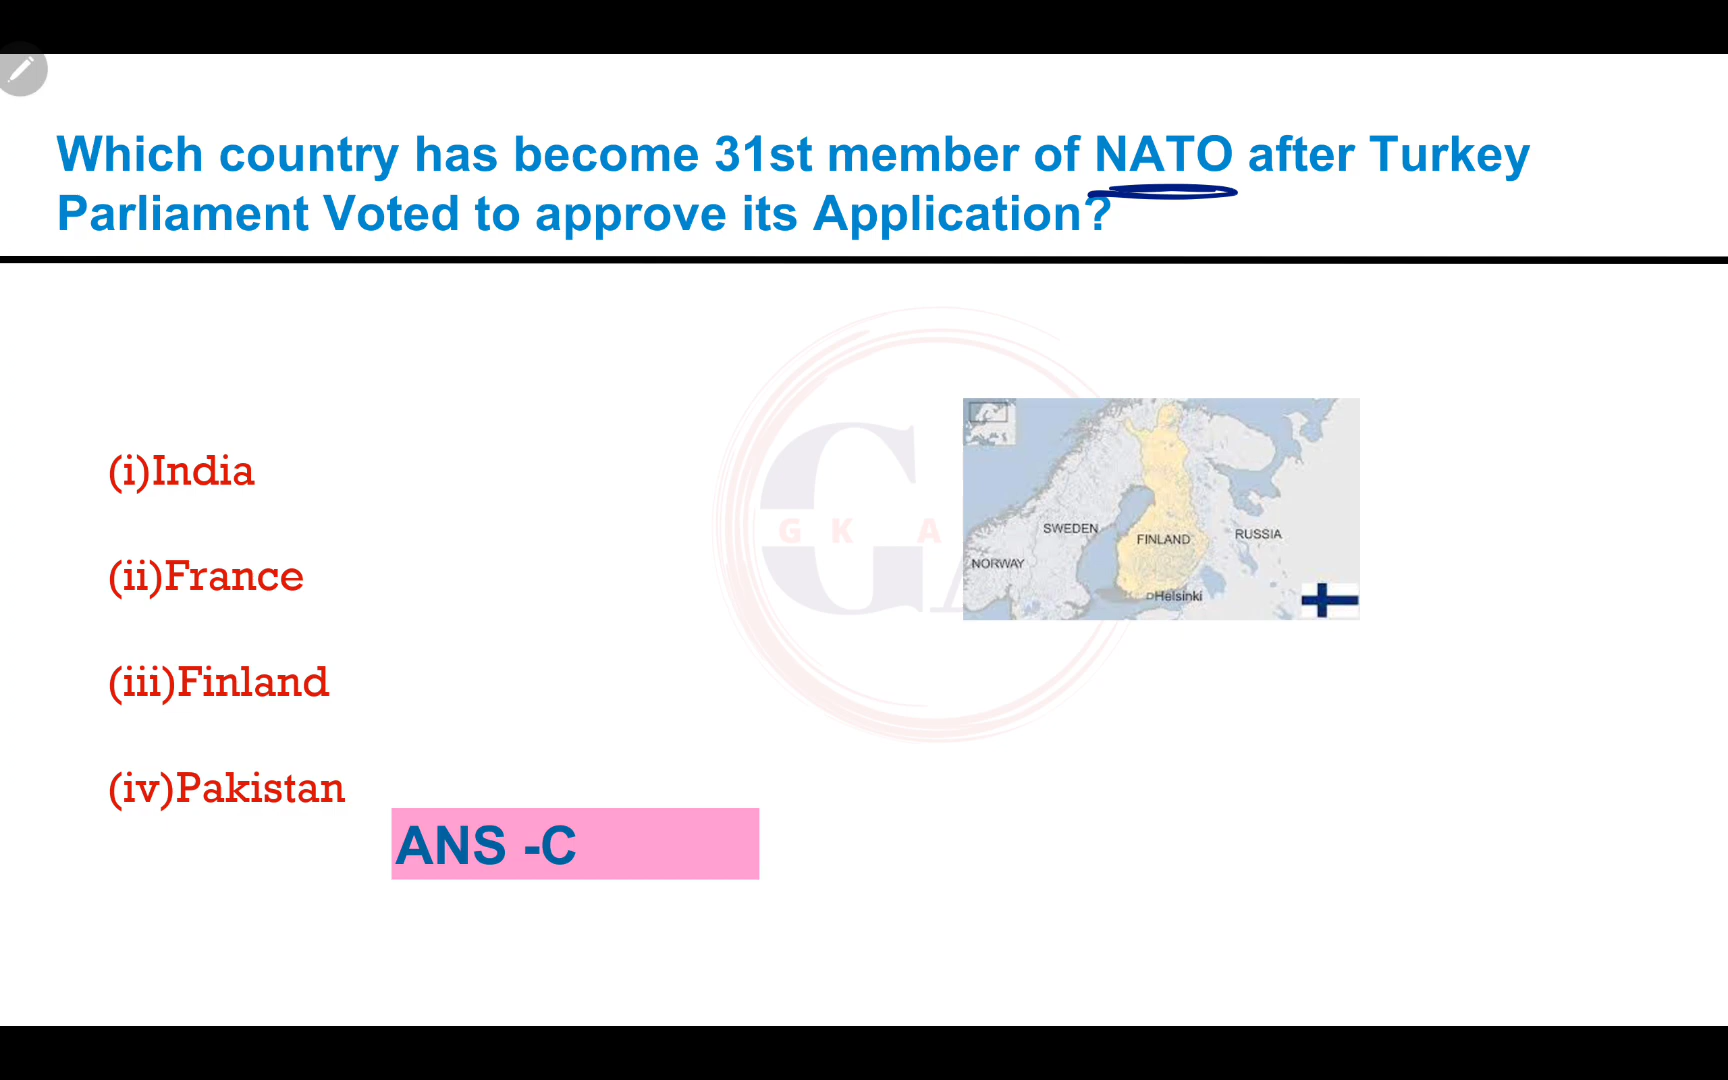 Which country has become 31st member of NATO after Turkey
Parliament Voted to approve its Application?
(i)India
(ii)France
(iii)Finland
(iv)Pakistan
ANS -C
G K A
SWEDEN
FINLAND
RUSSIA
NORWAY
Helsinki